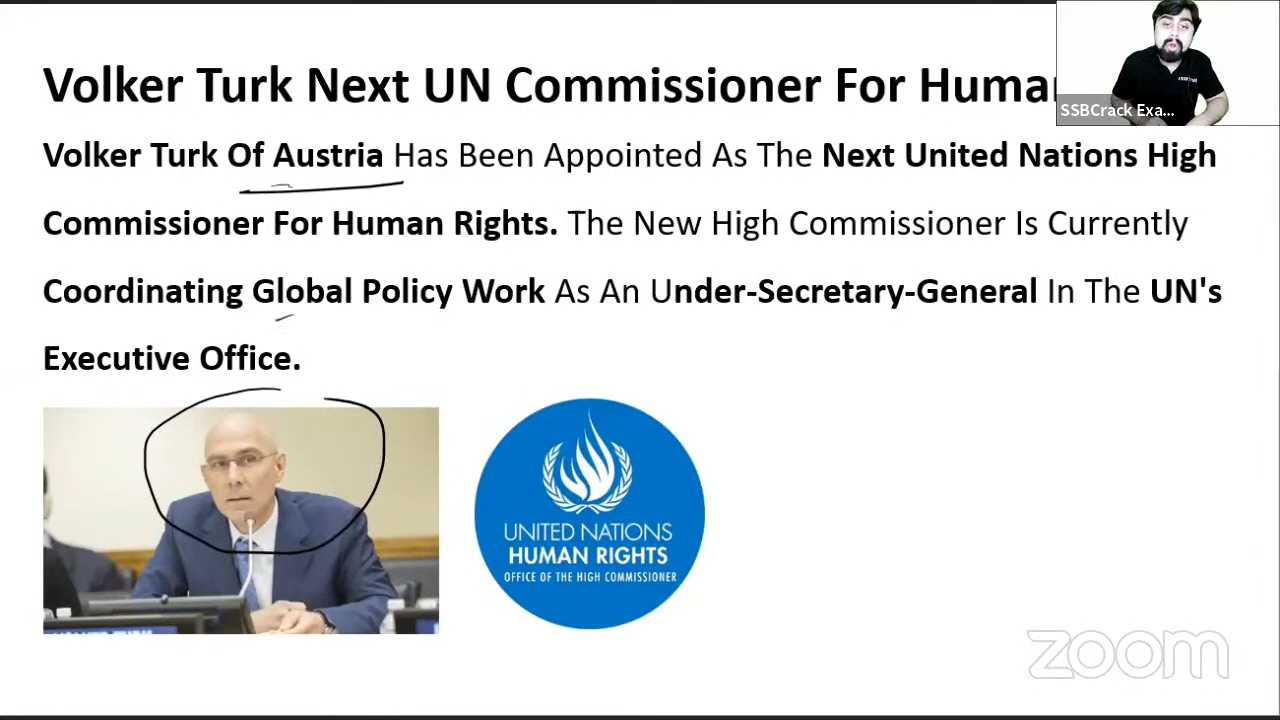 Volker Turk Next UN Commissioner For Huma
SSBCrack Exa...
Volker Turk Of Austria Has Been Appointed As The Next United Nations High
Commissioner For Human Rights. The New High Commissioner Is Currently
Coordinating Global Policy Work As An Under-Secretary-General In The UN's
Executive Office.
UNITED NATIONS
HUMAN RIGHTS
OFFICE OF THE HIGH COMMISSIONER
zoom